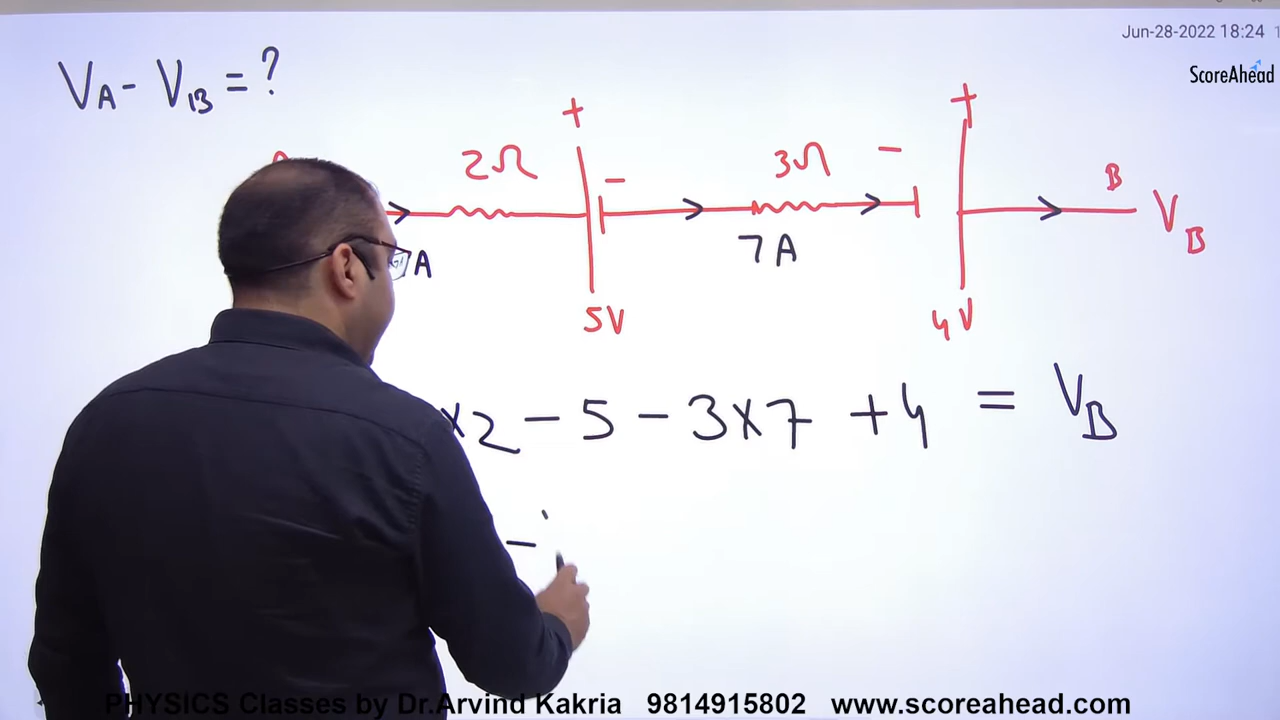 Jun-28-2022 18:24
ScoreAhead
VA - VB = ?
+ +
2Ω - 3Ω -
B VB
A 7A
5V 4V
x2 - 5 - 3x7 + 4 = VB
-
PHYSICS Classes by Dr.Arvind Kakria 9814915802 www.scoreahead.com